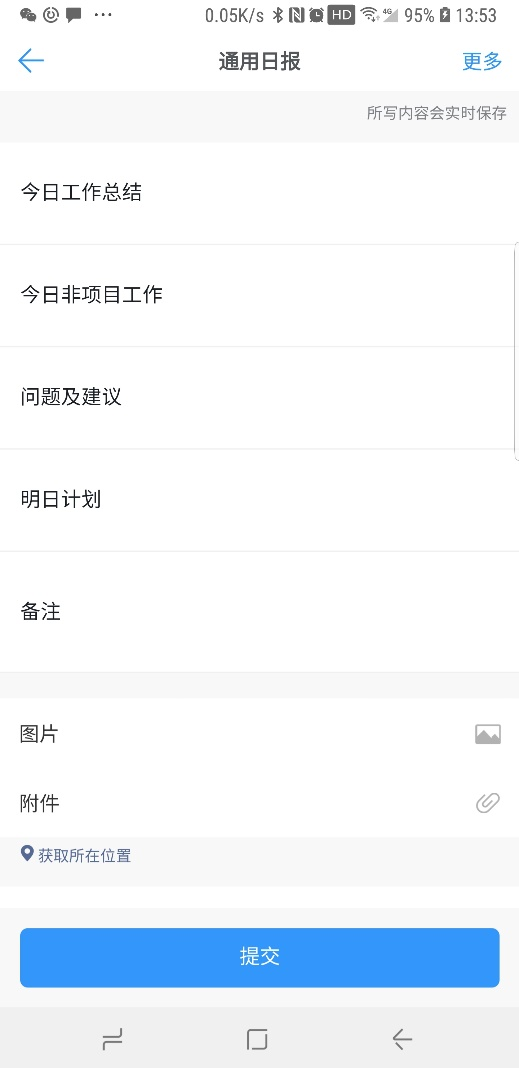 0.05K/s HD 4G 95% 13:53
通用日报 更多
所写内容会实时保存
今日工作总结
今日非项目工作
问题及建议
明日计划
备注
图片
附件
获取所在位置
提交